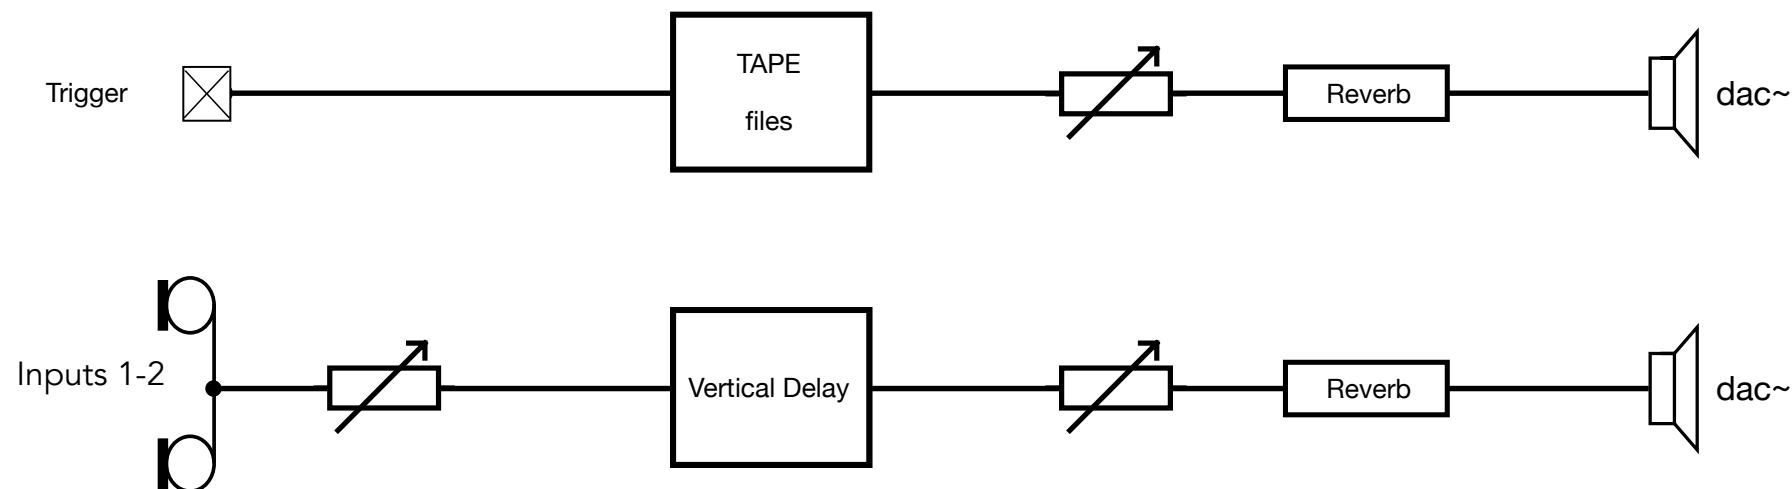 TAPE
Trigger
files
Reverb
dac~
Inputs 1-2
Vertical Delay
Reverb
dac~